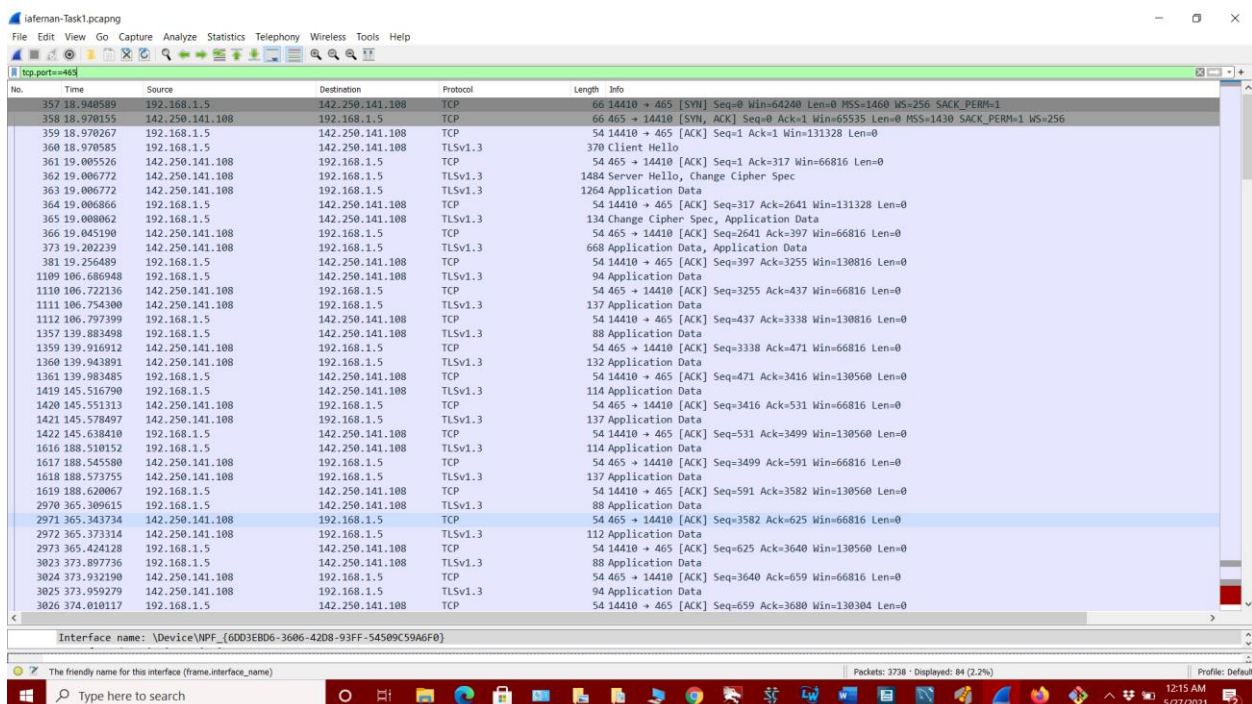 iafernan-Task1.pcapng
File Edit View Go Capture Analyze Statistics Telephony Wireless Tools Help
tcp.port==465
No. Time Source Destination Protocol Length Info
357 18.940589 192.168.1.5 142.250.141.108 TCP 66 14410 → 465 [SYN] Seq=0 Win=64240 Len=0 MSS=1460 WS=256 SACK_PERM=1
358 18.970155 142.250.141.108 192.168.1.5 TCP 66 465 → 14410 [SYN, ACK] Seq=0 Ack=1 Win=65535 Len=0 MSS=1430 SACK_PERM=1 WS=256
359 18.970267 192.168.1.5 142.250.141.108 TCP 54 14410 → 465 [ACK] Seq=1 Ack=1 Win=131328 Len=0
360 18.970585 192.168.1.5 142.250.141.108 TLSv1.3 370 Client Hello
361 19.005526 142.250.141.108 192.168.1.5 TCP 54 465 → 14410 [ACK] Seq=1 Ack=317 Win=66816 Len=0
362 19.006772 142.250.141.108 192.168.1.5 TLSv1.3 1484 Server Hello, Change Cipher Spec
363 19.006772 142.250.141.108 192.168.1.5 TLSv1.3 1264 Application Data
364 19.006866 192.168.1.5 142.250.141.108 TCP 54 14410 → 465 [ACK] Seq=317 Ack=2641 Win=131328 Len=0
365 19.008062 192.168.1.5 142.250.141.108 TLSv1.3 134 Change Cipher Spec, Application Data
366 19.045190 142.250.141.108 192.168.1.5 TCP 54 465 → 14410 [ACK] Seq=2641 Ack=397 Win=66816 Len=0
373 19.202239 142.250.141.108 192.168.1.5 TLSv1.3 668 Application Data, Application Data
381 19.256489 192.168.1.5 142.250.141.108 TCP 54 14410 → 465 [ACK] Seq=397 Ack=3255 Win=130816 Len=0
1109 106.686948 192.168.1.5 142.250.141.108 TLSv1.3 94 Application Data
1110 106.722136 142.250.141.108 192.168.1.5 TCP 54 465 → 14410 [ACK] Seq=3255 Ack=437 Win=66816 Len=0
1111 106.754300 142.250.141.108 192.168.1.5 TLSv1.3 137 Application Data
1112 106.797399 192.168.1.5 142.250.141.108 TCP 54 14410 → 465 [ACK] Seq=437 Ack=3338 Win=130816 Len=0
1357 139.883498 192.168.1.5 142.250.141.108 TLSv1.3 88 Application Data
1359 139.916912 142.250.141.108 192.168.1.5 TCP 54 465 → 14410 [ACK] Seq=3338 Ack=471 Win=66816 Len=0
1360 139.943891 142.250.141.108 192.168.1.5 TLSv1.3 132 Application Data
1361 139.983485 192.168.1.5 142.250.141.108 TCP 54 14410 → 465 [ACK] Seq=471 Ack=3416 Win=130560 Len=0
1419 145.516790 192.168.1.5 142.250.141.108 TLSv1.3 114 Application Data
1420 145.551313 142.250.141.108 192.168.1.5 TCP 54 465 → 14410 [ACK] Seq=3416 Ack=531 Win=66816 Len=0
1421 145.578497 142.250.141.108 192.168.1.5 TLSv1.3 137 Application Data
1422 145.638410 192.168.1.5 142.250.141.108 TCP 54 14410 → 465 [ACK] Seq=531 Ack=3499 Win=130560 Len=0
1616 188.510152 192.168.1.5 142.250.141.108 TLSv1.3 114 Application Data
1617 188.545580 142.250.141.108 192.168.1.5 TCP 54 465 → 14410 [ACK] Seq=3499 Ack=591 Win=66816 Len=0
1618 188.573755 142.250.141.108 192.168.1.5 TLSv1.3 137 Application Data
1619 188.620067 192.168.1.5 142.250.141.108 TCP 54 14410 → 465 [ACK] Seq=591 Ack=3582 Win=130560 Len=0
2970 365.309615 192.168.1.5 142.250.141.108 TLSv1.3 88 Application Data
2971 365.343734 142.250.141.108 192.168.1.5 TCP 54 465 → 14410 [ACK] Seq=3582 Ack=625 Win=66816 Len=0
2972 365.373314 142.250.141.108 192.168.1.5 TLSv1.3 112 Application Data
2973 365.424128 192.168.1.5 142.250.141.108 TCP 54 14410 → 465 [ACK] Seq=625 Ack=3640 Win=130560 Len=0
3023 373.897736 192.168.1.5 142.250.141.108 TLSv1.3 88 Application Data
3024 373.932190 142.250.141.108 192.168.1.5 TCP 54 465 → 14410 [ACK] Seq=3640 Ack=659 Win=66816 Len=0
3025 373.959279 142.250.141.108 192.168.1.5 TLSv1.3 94 Application Data
3026 374.010117 192.168.1.5 142.250.141.108 TCP 54 14410 → 465 [ACK] Seq=659 Ack=3680 Win=130304 Len=0
Interface name: \Device\NPF_{6DD3EBD6-3606-42D8-93FF-54509C59A6F0}
The friendly name for this interface (frame.interface_name) Packets: 3738 · Displayed: 84 (2.2%) Profile: Default
Type here to search
12:15 AM
5/27/2021